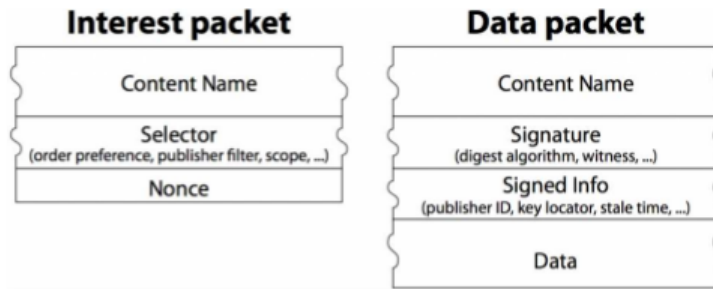 Interest packet
Content Name
Selector
(order preference, publisher filter, scope, ...)
Nonce
Data packet
Content Name
Signature
(digest algorithm, witness, ...)
Signed Info
(publisher ID, key locator, stale time, ...)
Data